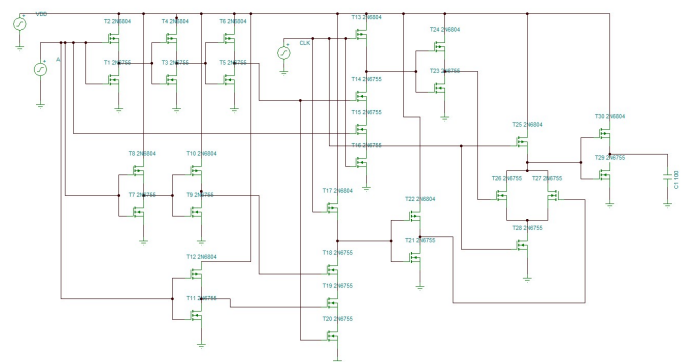 VDD
T2 2N6804
T4 2N6804
T6 2N6804
T13 2N6804
T24 2N6804
A
CLK
T1 2N6755
T3 2N6755
T5 2N6755
T23 2N6755
T14 2N6755
T15 2N6755
T25 2N6804
T30 2N6804
T16 2N6755
T8 2N6804
T10 2N6804
T29 2N6755
T26 2N6755
T27 2N6755
C1 100
T7 2N6755
T9 2N6755
T17 2N6804
T22 2N6804
T28 2N6755
T21 2N6755
T12 2N6804
T18 2N6755
T11 2N6755
T19 2N6755
T20 2N6755